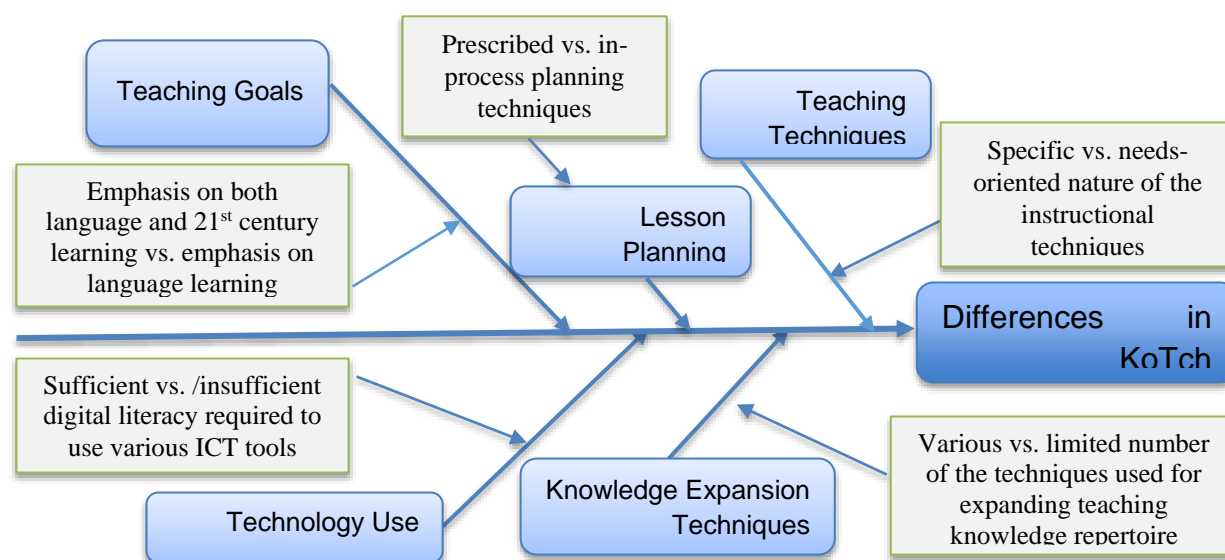 Teaching Goals
Prescribed vs. in-
process planning
techniques
Teaching
Techniques
Emphasis on both
language and 21st century
learning vs. emphasis on
language learning
Lesson
Planning
Specific vs. needs-
oriented nature of the
instructional
techniques
Differences in
KoTch
Sufficient vs. /insufficient
digital literacy required to
use various ICT tools
Technology Use
Knowledge Expansion
Techniques
Various vs. limited number
of the techniques used for
expanding teaching
knowledge repertoire